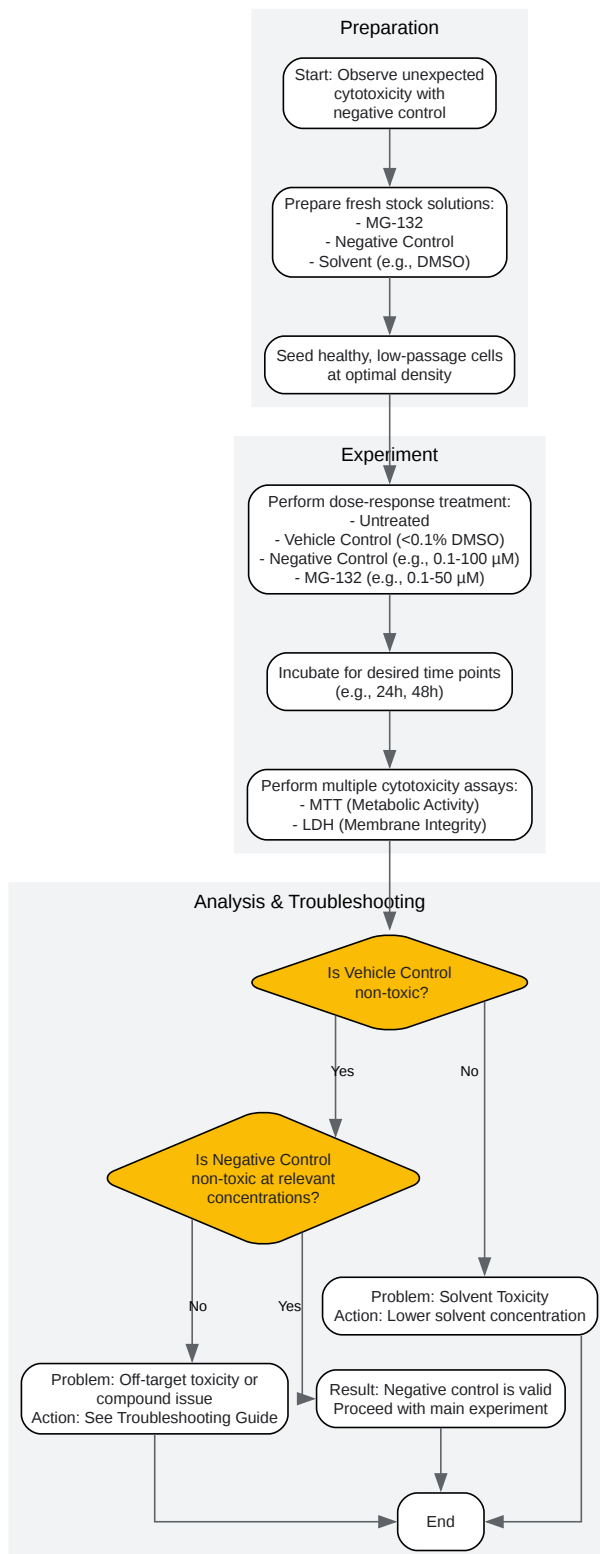 Preparation
Start: Observe unexpected
cytotoxicity with
negative control
Prepare fresh stock solutions:
- MG-132
- Negative Control
- Solvent (e.g., DMSO)
Seed healthy, low-passage cells
at optimal density
Experiment
Perform dose-response treatment:
- Untreated
- Vehicle Control (<0.1% DMSO)
- Negative Control (e.g., 0.1-100 µM)
- MG-132 (e.g., 0.1-50 µM)
Incubate for desired time points
(e.g., 24h, 48h)
Perform multiple cytotoxicity assays:
- MTT (Metabolic Activity)
- LDH (Membrane Integrity)
Analysis & Troubleshooting
Is Vehicle Control
non-toxic?
Yes
No
Is Negative Control
non-toxic at relevant
concentrations?
No
Yes
Problem: Solvent Toxicity
Action: Lower solvent concentration
Problem: Off-target toxicity or
compound issue
Action: See Troubleshooting Guide
Result: Negative control is valid
Proceed with main experiment
End